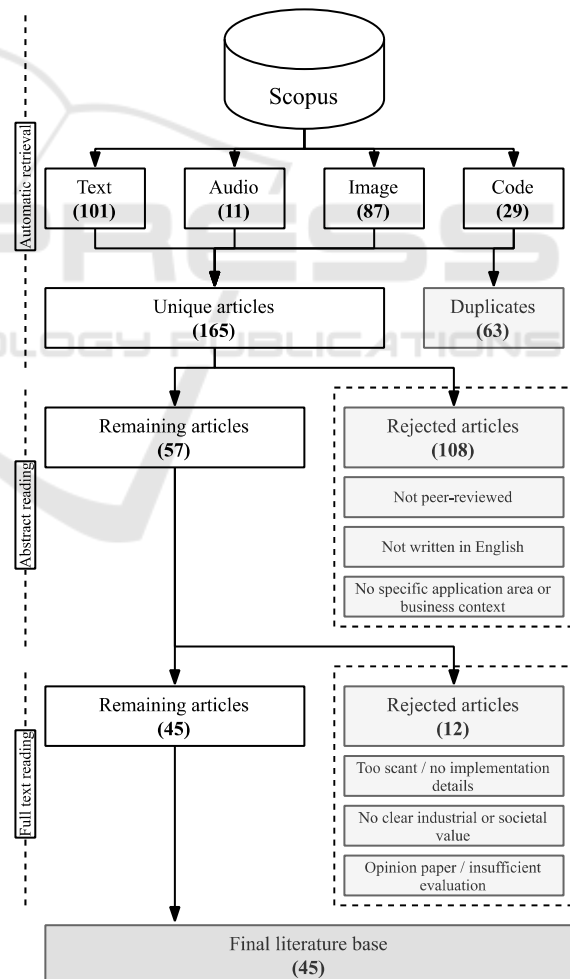 Scopus
Automatic retrieval
Text
(101)
Audio
(11)
Image
(87)
Code
(29)
Unique articles
(165)
Duplicates
(63)
PRESS
OLOGY PUBLICATIONS
Abstract reading
Remaining articles
(57)
Rejected articles
(108)
Not peer-reviewed
Not written in English
No specific application area or
business context
Full text reading
Remaining articles
(45)
Rejected articles
(12)
Too scant / no implementation
details
No clear industrial or societal
value
Opinion paper / insufficient
evaluation
Final literature base
(45)